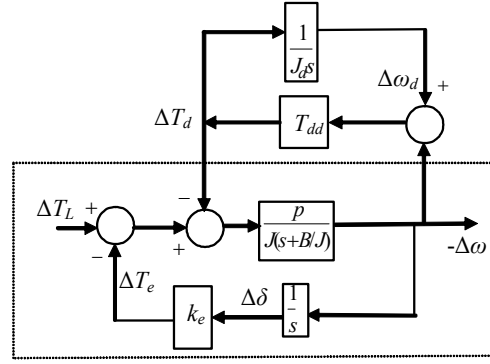 1
J_d s
Δω_d +
ΔT_d
T_dd
−
ΔT_L +
+
p
J(s+B/J)
-Δω
−
ΔT_e
Δδ
k_e
1
s